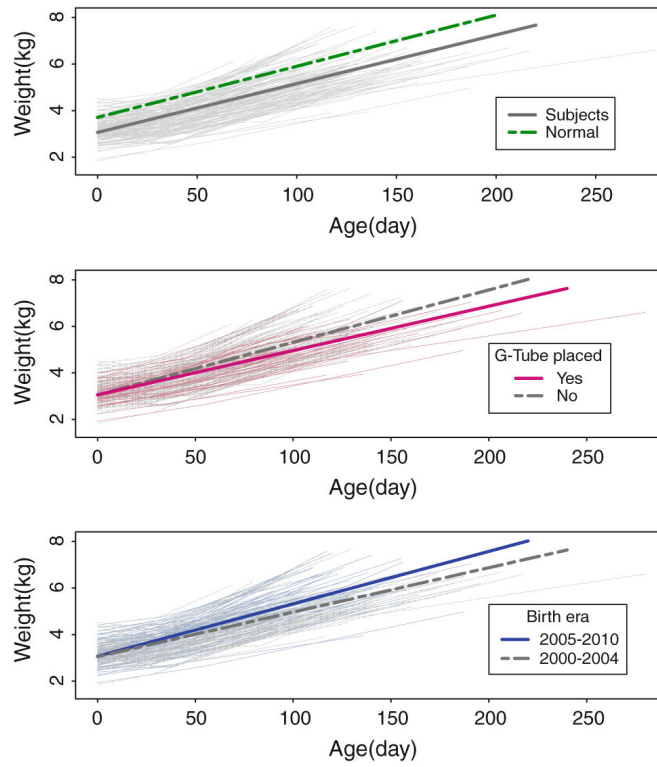 Weight(kg)
8
6
4
2
Subjects
Normal
0 50 100 150 200 250
Age(day)
Weight(kg)
8
6
4
2
G-Tube placed
Yes
No
0 50 100 150 200 250
Age(day)
Weight(kg)
8
6
4
2
Birth era
2005-2010
2000-2004
0 50 100 150 200 250
Age(day)